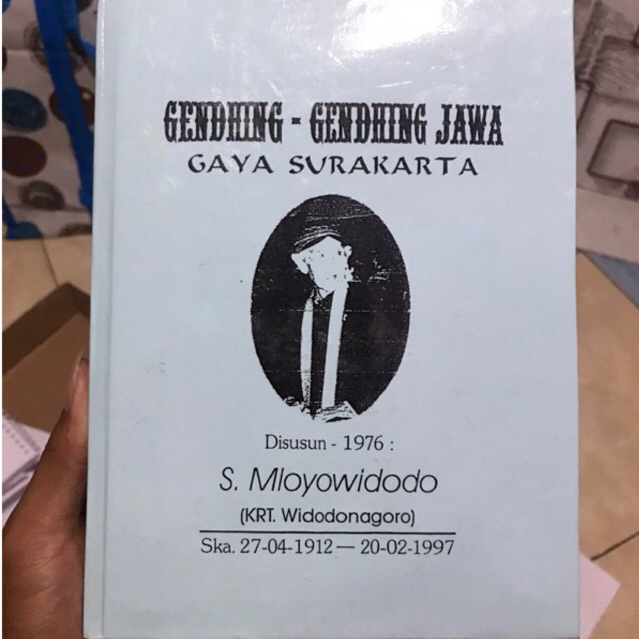 GENDHING - GENDHING JAWA
GAYA SURAKARTA
Disusun - 1976 :
S. Mloyowidodo
(KRT. Widodonagoro)
Ska. 27-04-1912 — 20-02-1997